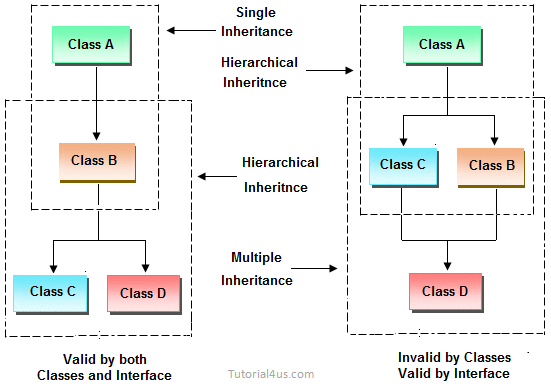 Single
Inheritance
Class A
Class A
Hierarchical
Inheritnce
Class B
Hierarchical
Inheritnce
Class C
Class B
Multiple
Inheritance
Class C
Class D
Class D
Valid by both
Classes and Interface
Tutorial4us.com
Invalid by Classes
Valid by Interface